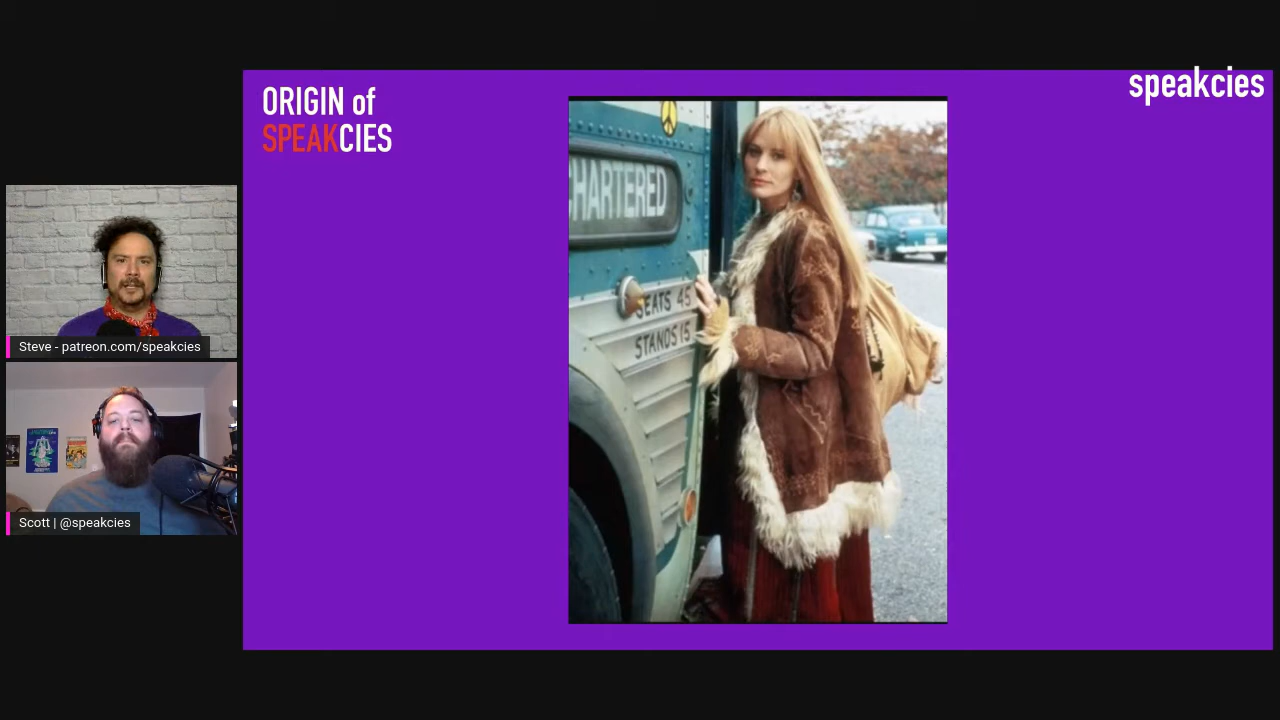 ORIGIN of
SPEAKCIES
speakcies
CHARTERED
SEATS 45
STANDS 15
Steve - patreon.com/speakcies
Scott | @speakcies